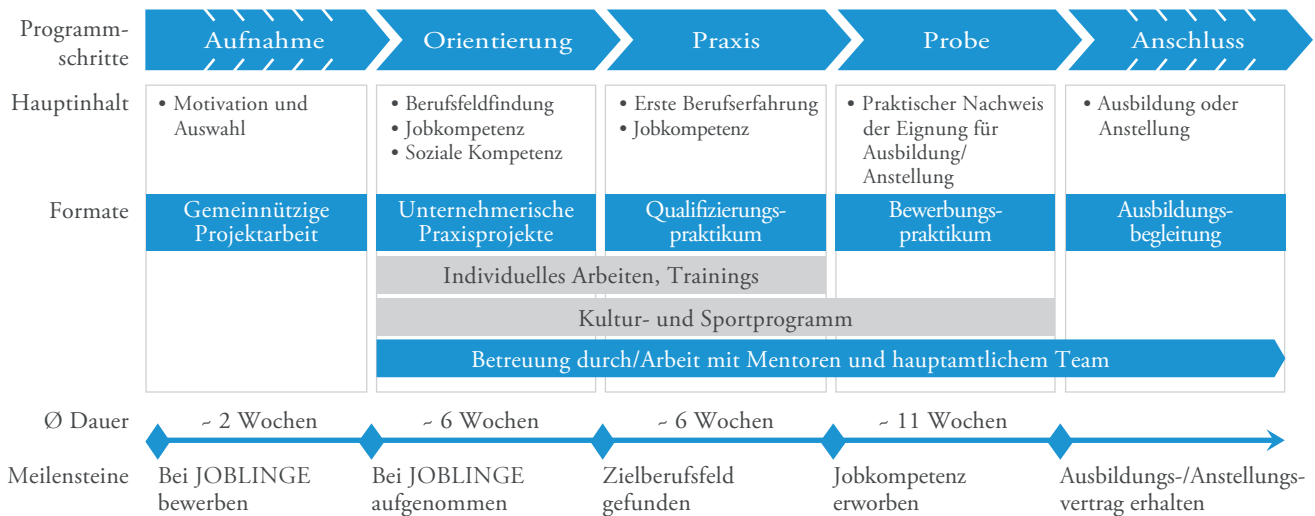 Programm-
schritte
Aufnahme
Orientierung
Praxis
Probe
Anschluss
Hauptinhalt
• Motivation und
Auswahl
• Berufsfeldfindung
• Jobkompetenz
• Soziale Kompetenz
• Erste Berufserfahrung
• Jobkompetenz
• Praktischer Nachweis
der Eignung für
Ausbildung/
Anstellung
• Ausbildung oder
Anstellung
Formate
Gemeinnützige
Projektarbeit
Unternehmerische
Praxisprojekte
Qualifizierungs-
praktikum
Bewerbungs-
praktikum
Ausbildungs-
begleitung
Individuelles Arbeiten, Trainings
Kultur- und Sportprogramm
Betreuung durch/Arbeit mit Mentoren und hauptamtlichem Team
Ø Dauer
~ 2 Wochen
~ 6 Wochen
~ 6 Wochen
~ 11 Wochen
Meilensteine
Bei JOBLINGE
bewerben
Bei JOBLINGE
aufgenommen
Zielberufsfeld
gefunden
Jobkompetenz
erworben
Ausbildungs-/Anstellungs-
vertrag erhalten